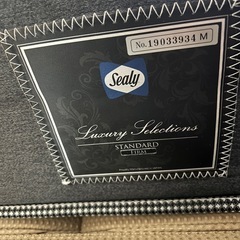 No. 19033934 M
Sealy
Luxury Selections
STANDARD
FIRM